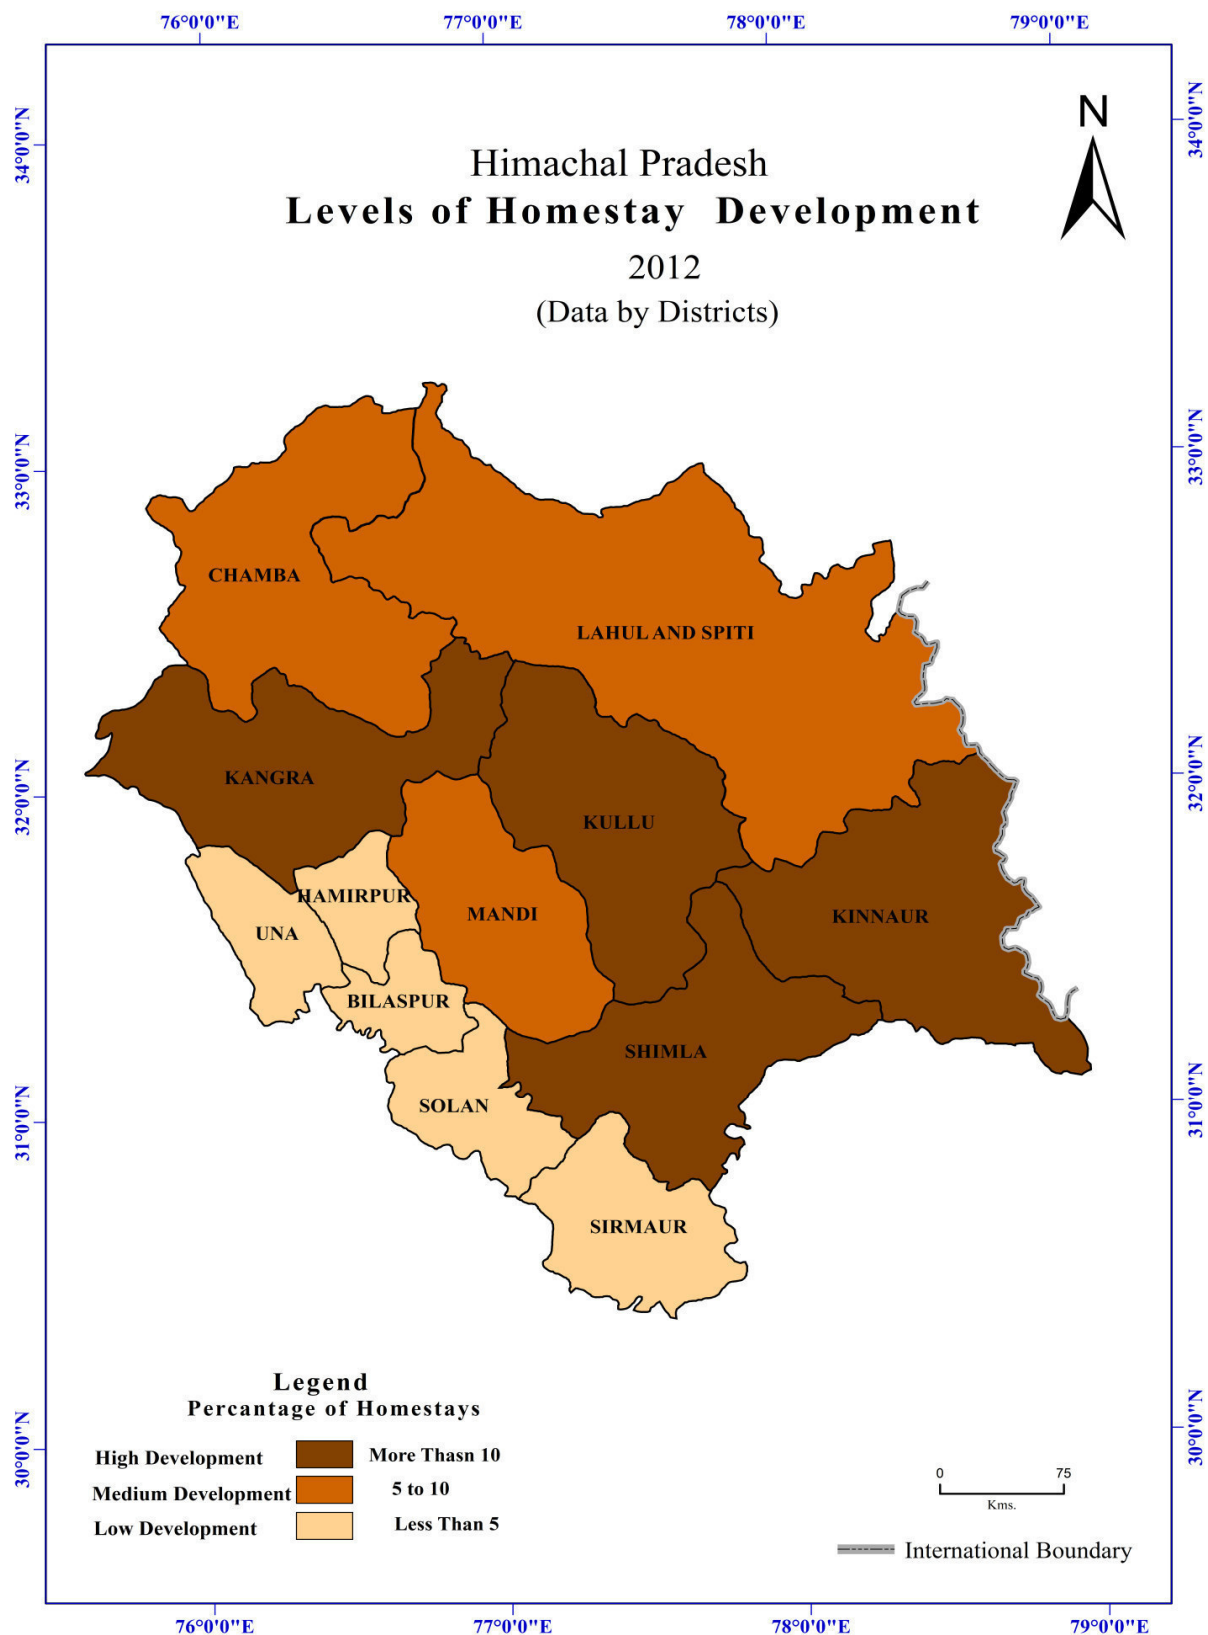 76°0'0"E 77°0'0"E 78°0'0"E 79°0'0"E
N
34°0'0"N
34°0'0"N
Himachal Pradesh
Levels of Homestay Development
2012
(Data by Districts)
33°0'0"N
33°0'0"N
CHAMBA
LAHUL AND SPITI
KANGRA
32°0'0"N
32°0'0"N
KULLU
HAMIRPUR
MANDI
KINNAUR
UNA
BILASPUR
SHIMLA
SOLAN
31°0'0"N
31°0'0"N
SIRMAUR
Legend
Percantage of Homestays
High Development More Thasn 10
Medium Development 5 to 10
Low Development Less Than 5
30°0'0"N
30°0'0"N
0 75
Kms.
International Boundary
76°0'0"E 77°0'0"E 78°0'0"E 79°0'0"E